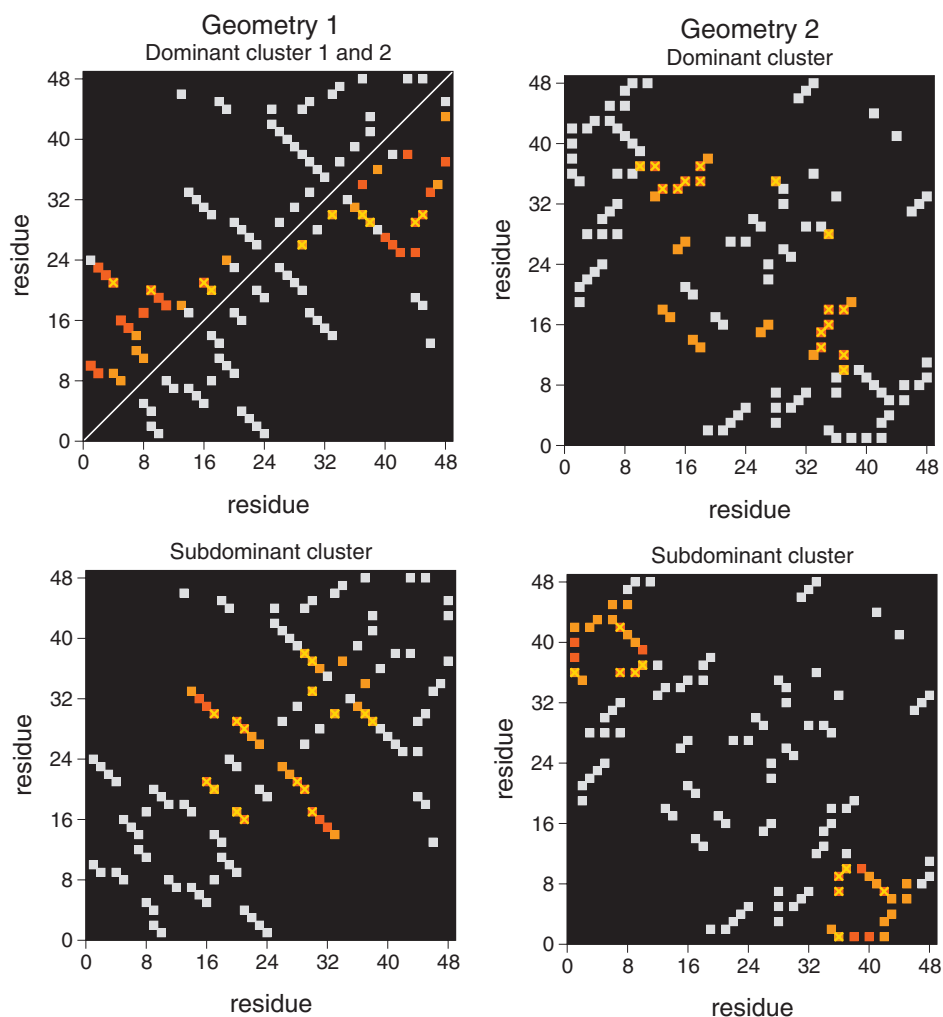 Geometry 1
Dominant cluster 1 and 2
48
40
32
24
16
8
0
residue
0 8 16 24 32 40 48
residue
Geometry 2
Dominant cluster
48
40
32
24
16
8
0
residue
0 8 16 24 32 40 48
residue
Subdominant cluster
48
40
32
24
16
8
0
residue
0 8 16 24 32 40 48
residue
Subdominant cluster
48
40
32
24
16
8
0
residue
0 8 16 24 32 40 48
residue